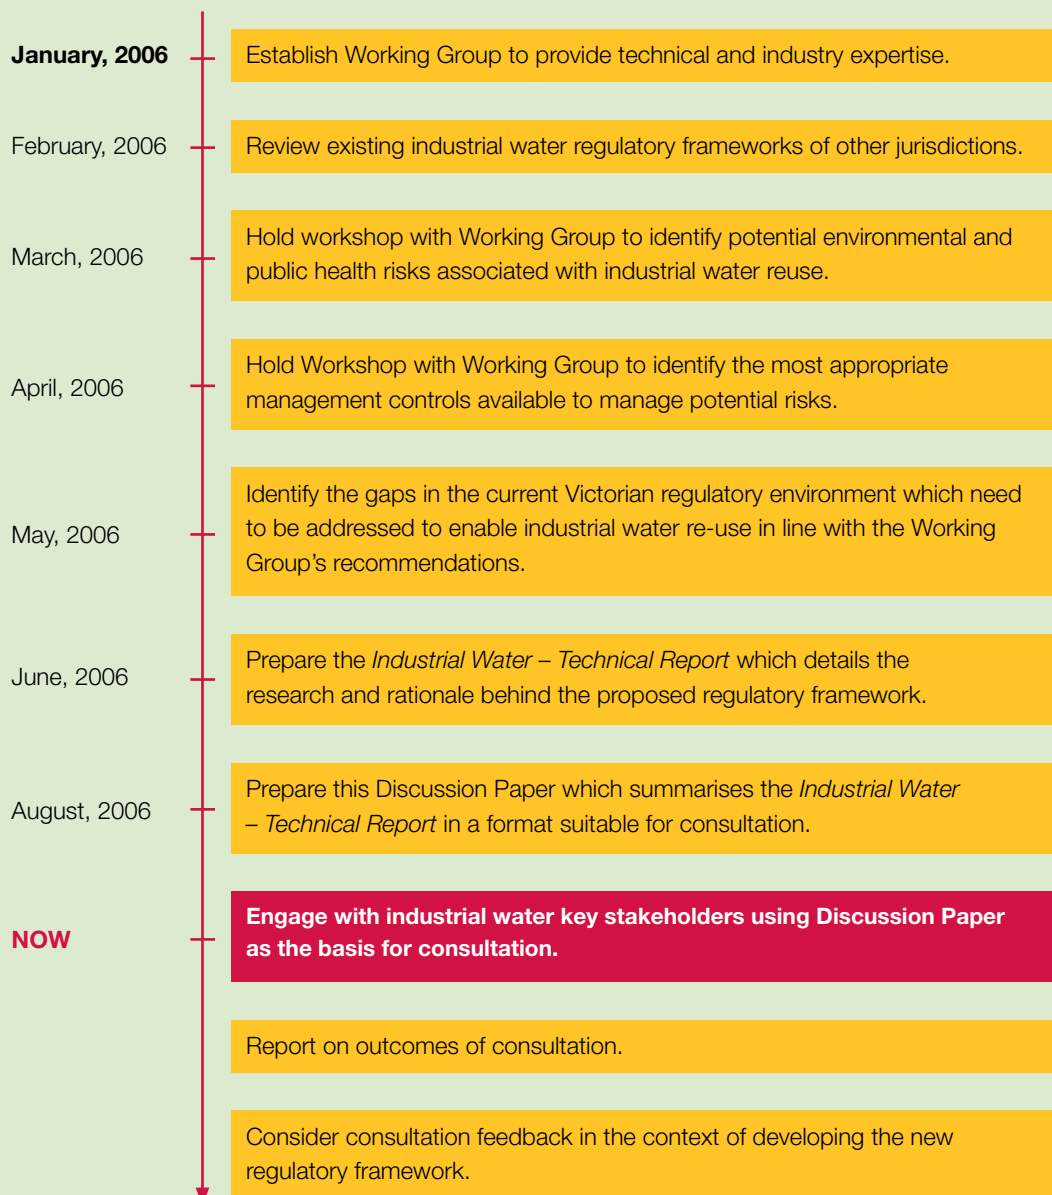 January, 2006
Establish Working Group to provide technical and industry expertise.
February, 2006
Review existing industrial water regulatory frameworks of other jurisdictions.
March, 2006
Hold workshop with Working Group to identify potential environmental and
public health risks associated with industrial water reuse.
April, 2006
Hold Workshop with Working Group to identify the most appropriate
management controls available to manage potential risks.
May, 2006
Identify the gaps in the current Victorian regulatory environment which need
to be addressed to enable industrial water re-use in line with the Working
Group’s recommendations.
June, 2006
Prepare the Industrial Water – Technical Report which details the
research and rationale behind the proposed regulatory framework.
August, 2006
Prepare this Discussion Paper which summarises the Industrial Water
– Technical Report in a format suitable for consultation.
NOW
Engage with industrial water key stakeholders using Discussion Paper
as the basis for consultation.
Report on outcomes of consultation.
Consider consultation feedback in the context of developing the new
regulatory framework.